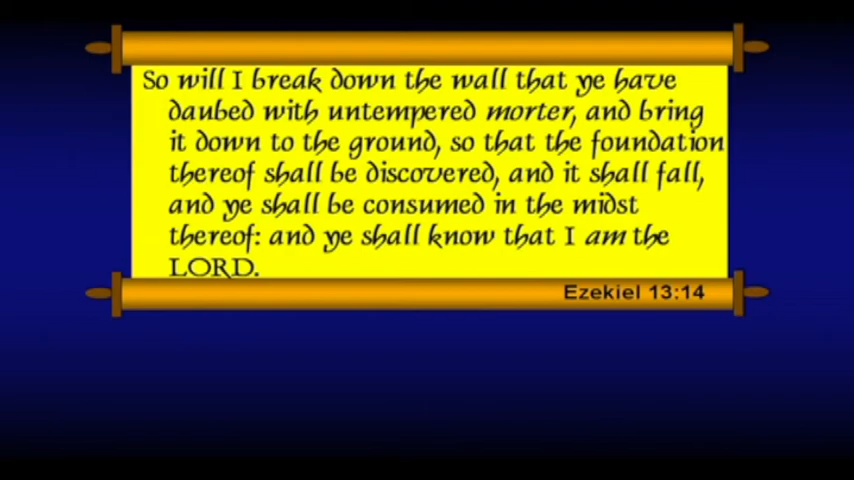 So will I break down the wall that ye have
daubed with untempered morter, and bring
it down to the ground, so that the foundation
thereof shall be discovered, and it shall fall,
and ye shall be consumed in the midst
thereof: and ye shall know that I am the
LORD.
Ezekiel 13:14